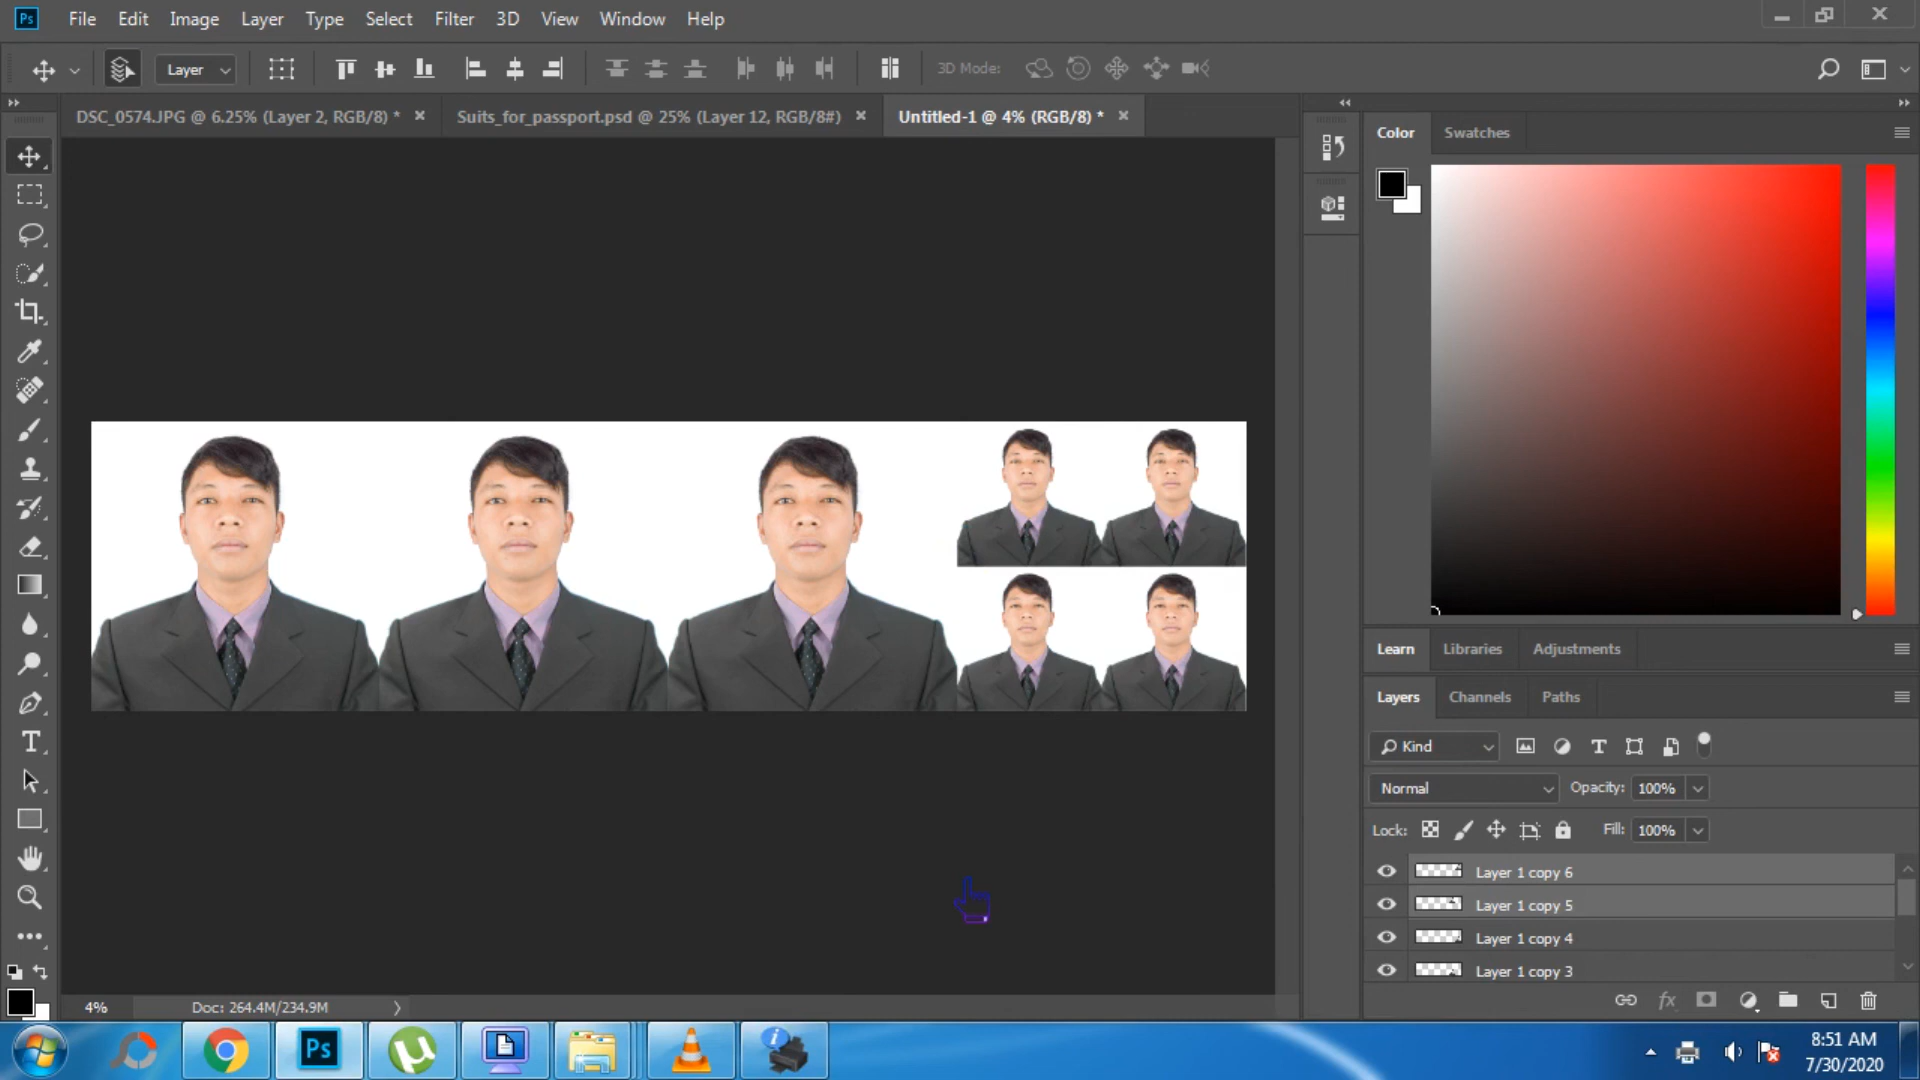 Ps File Edit Image Layer Type Select Filter 3D View Window Help
Layer 3D Mode:
DSC_0574.JPG @ 6.25% (Layer 2, RGB/8) * × Suits_for_passport.psd @ 25% (Layer 12, RGB/8#) × Untitled-1 @ 4% (RGB/8) * ×
Color Swatches
Learn Libraries Adjustments
Layers Channels Paths
Kind
Normal Opacity: 100%
Lock: Fill: 100%
Layer 1 copy 6
Layer 1 copy 5
Layer 1 copy 4
Layer 1 copy 3
fx
4% Doc: 264.4M/234.9M
Ps
8:51 AM
7/30/2020